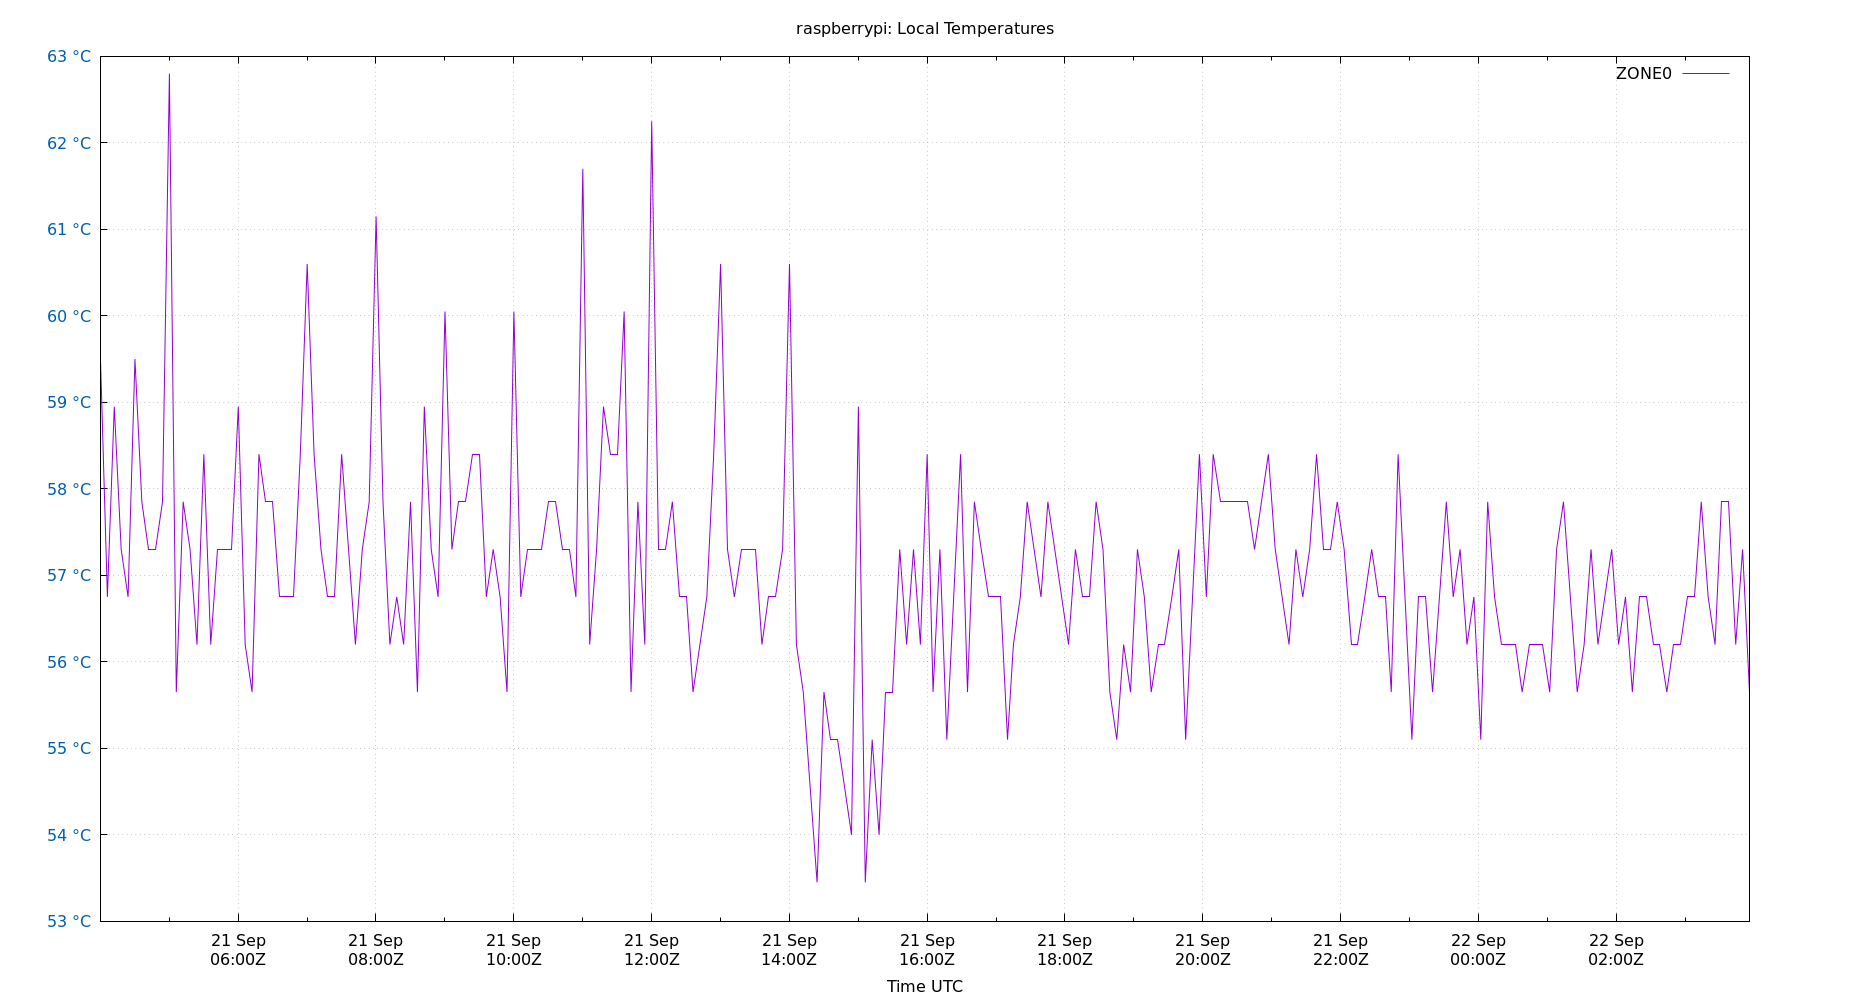 raspberrypi: Local Temperatures
63 °C
ZONE0
62 °C
61 °C
60 °C
59 °C
58 °C
57 °C
56 °C
55 °C
54 °C
53 °C
21 Sep 21 Sep 21 Sep 21 Sep 21 Sep 21 Sep 21 Sep 21 Sep 21 Sep 22 Sep 22 Sep
06:00Z 08:00Z 10:00Z 12:00Z 14:00Z 16:00Z 18:00Z 20:00Z 22:00Z 00:00Z 02:00Z
Time UTC